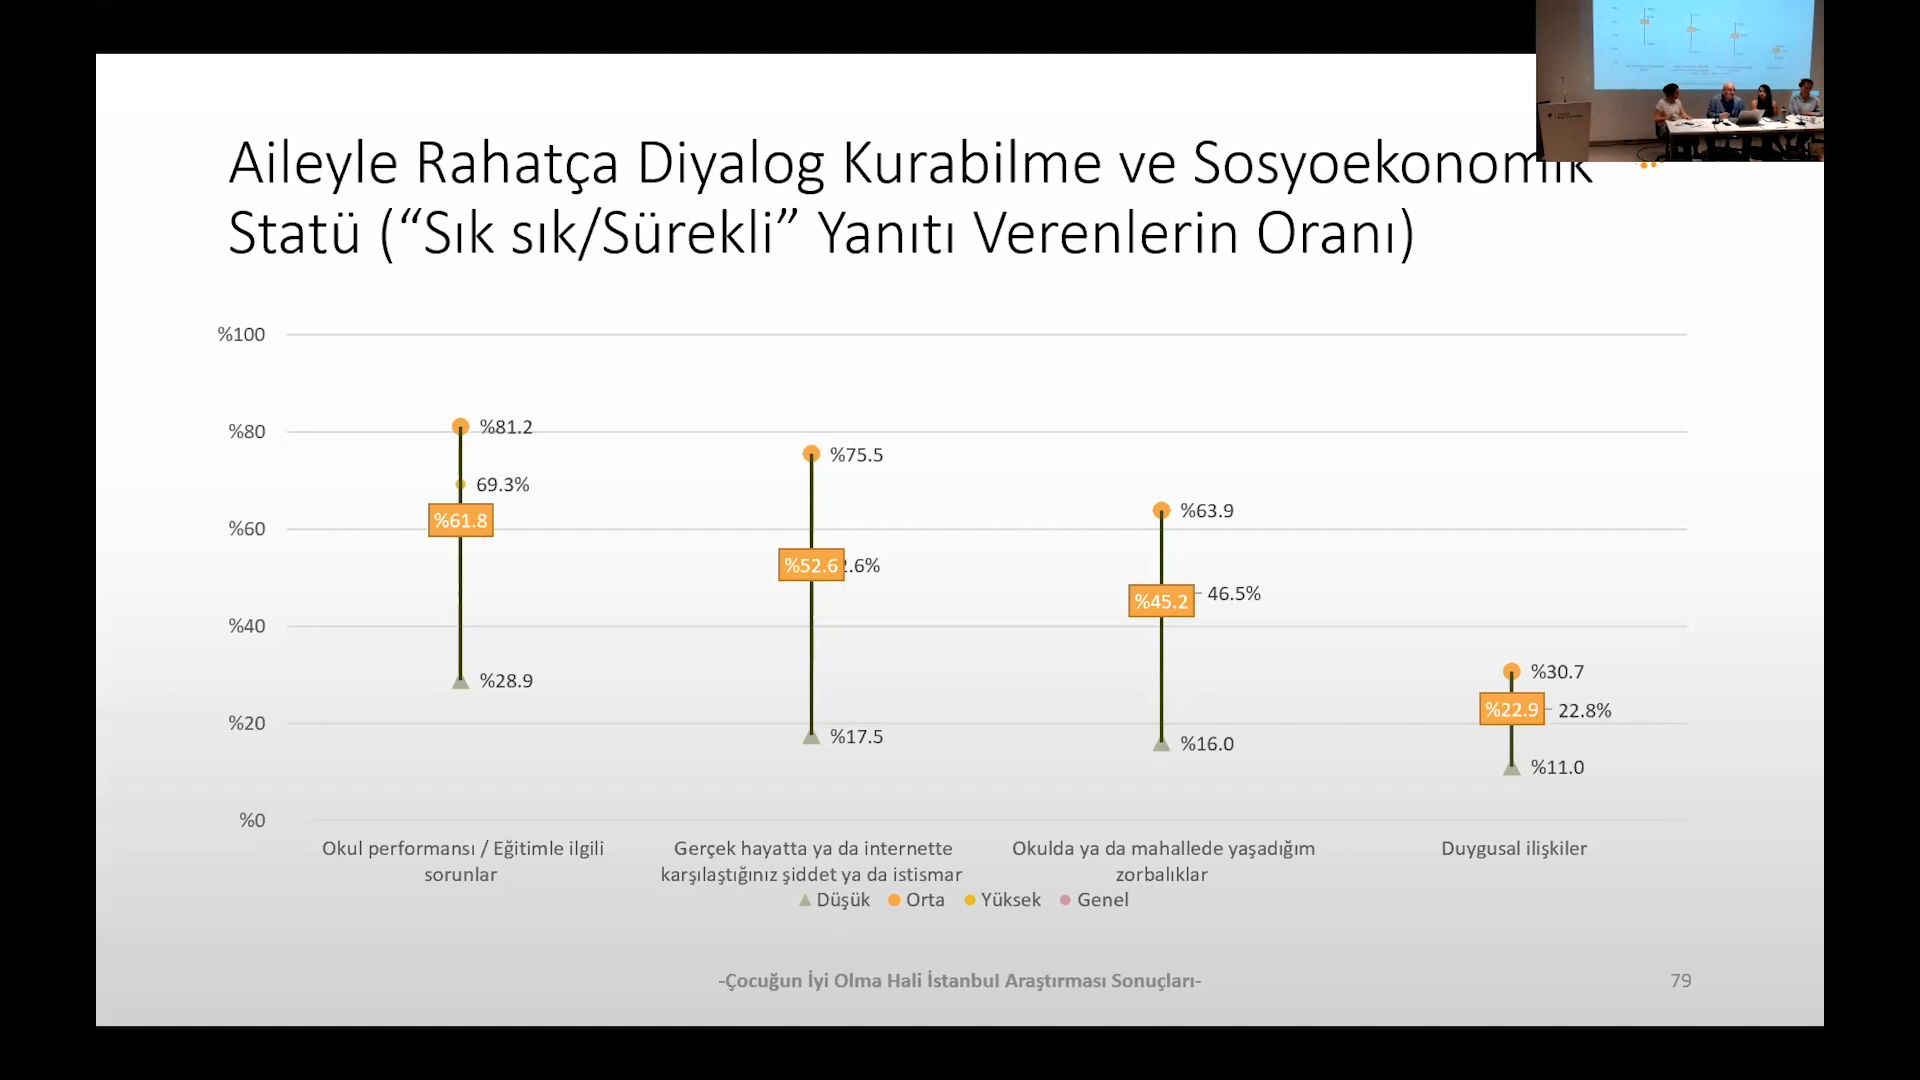 Aileyle Rahatça Diyalog Kurabilme ve Sosyoekonomik
Statü (“Sık sık/Sürekli” Yanıtı Verenlerin Oranı)
%100
%80
%60
%40
%20
%0
%81.2
69.3%
%61.8
%28.9
%75.5
%52.6
2.6%
%17.5
%63.9
%45.2
46.5%
%16.0
%30.7
%22.9
22.8%
%11.0
Okul performansı / Eğitimle ilgili
sorunlar
Gerçek hayatta ya da internette
karşılaştığınız şiddet ya da istismar
Okulda ya da mahallede yaşadığım
zorbalıklar
Duygusal ilişkiler
Düşük Orta Yüksek Genel
-Çocuğun İyi Olma Hali İstanbul Araştırması Sonuçları-
79